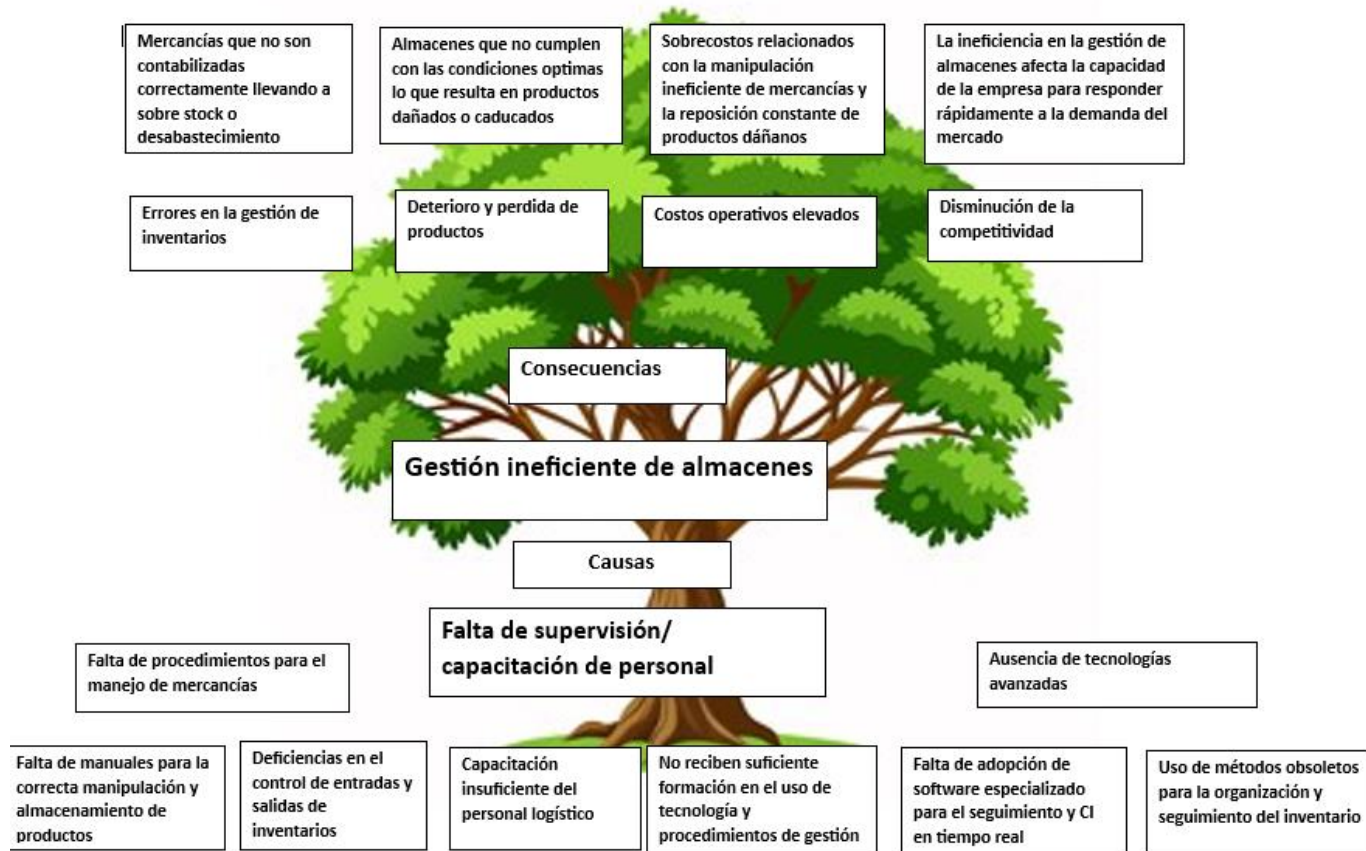 Mercancías que no son
contabilizadas
correctamente llevando a
sobre stock o
desabastecimiento
Almacenes que no cumplen
con las condiciones optimas
lo que resulta en productos
dañados o caducados
Sobrecostos relacionados
con la manipulación
ineficiente de mercancías y
la reposición constante de
productos dáñanos
La ineficiencia en la gestión de
almacenes afecta la capacidad
de la empresa para responder
rápidamente a la demanda del
mercado
Errores en la gestión de
inventarios
Deterioro y perdida de
productos
Costos operativos elevados
Disminución de la
competitividad
Consecuencias
Gestión ineficiente de almacenes
Causas
Falta de supervisión/
capacitación de personal
Falta de procedimientos para el
manejo de mercancías
Ausencia de tecnologías
avanzadas
Falta de manuales para la
correcta manipulación y
almacenamiento de
productos
Deficiencias en el
control de entradas y
salidas de
inventarios
Capacitación
insuficiente del
personal logístico
No reciben suficiente
formación en el uso de
tecnología y
procedimientos de gestión
Falta de adopción de
software especializado
para el seguimiento y CI
en tiempo real
Uso de métodos obsoletos
para la organización y
seguimiento del inventario